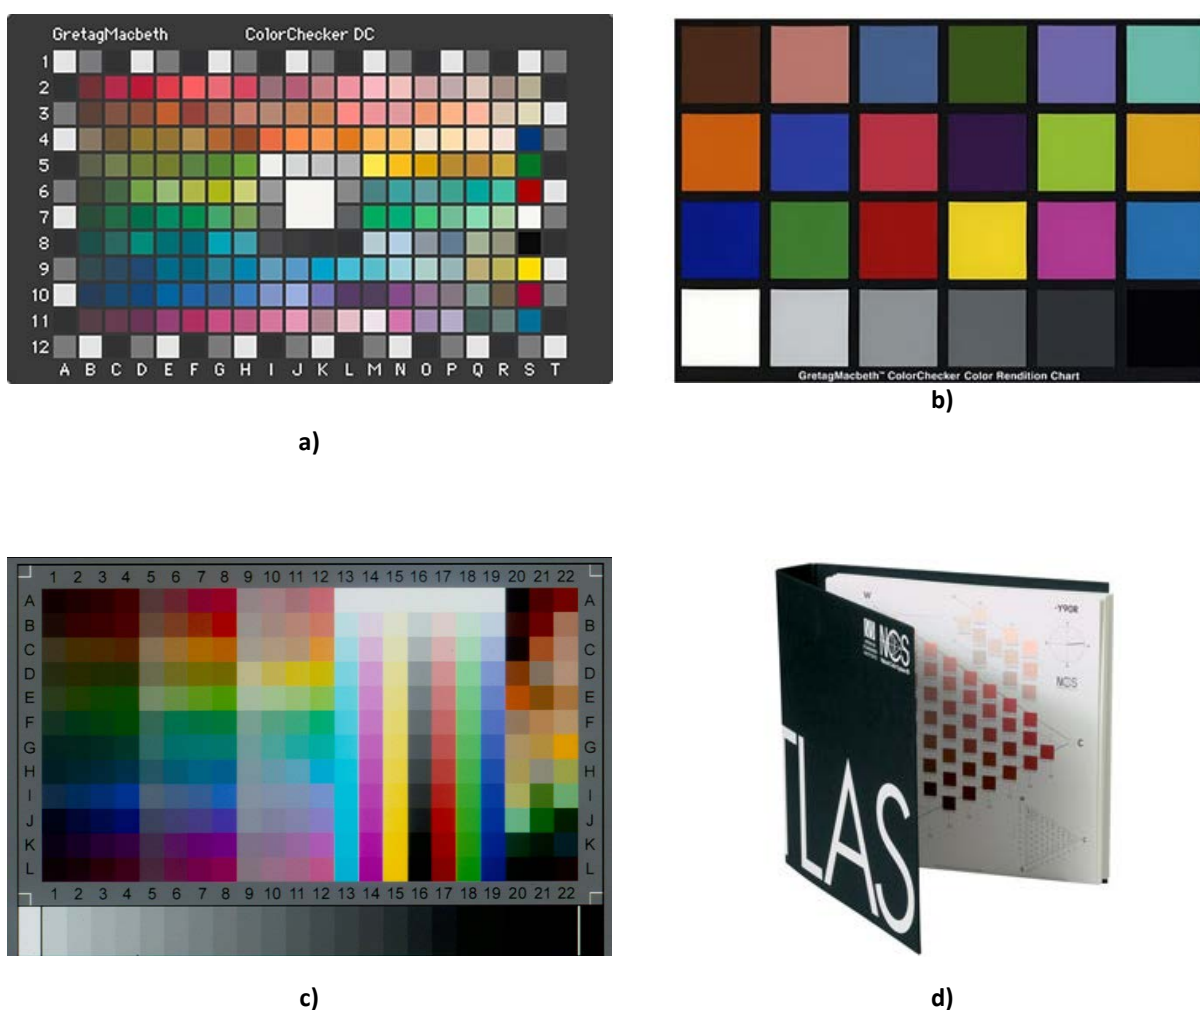 GretagMacbeth ColorChecker DC
1
2
3
4
5
6
7
8
9
10
11
12
A B C D E F G H I J K L M N O P Q R S T
a)
GretagMacbeth™ ColorChecker Color Rendition Chart
b)
1 2 3 4 5 6 7 8 9 10 11 12 13 14 15 16 17 18 19 20 21 22
A A
B B
C C
D D
E E
F F
G G
H H
I I
J J
K K
L L
1 2 3 4 5 6 7 8 9 10 11 12 13 14 15 16 17 18 19 20 21 22
c)
W
-Y90R
NCS
NCS
C
TLAS
d)